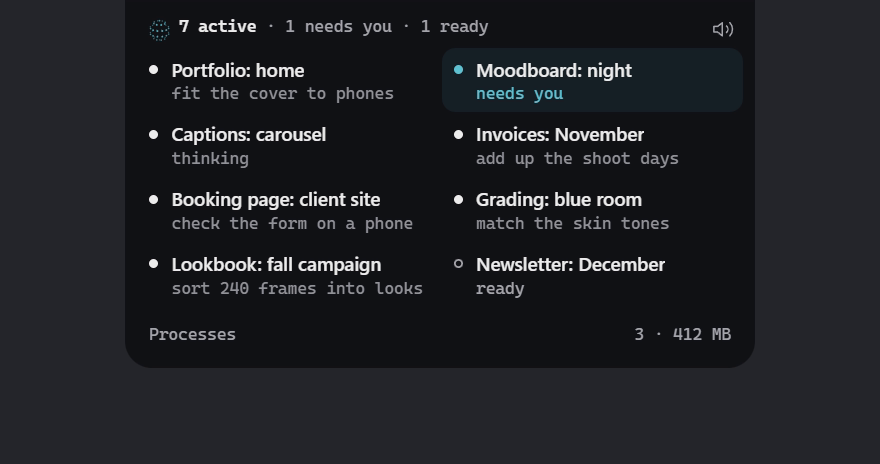 7 active · 1 needs you · 1 ready
Portfolio: home
fit the cover to phones
Moodboard: night
needs you
Captions: carousel
thinking
Invoices: November
add up the shoot days
Booking page: client site
check the form on a phone
Grading: blue room
match the skin tones
Lookbook: fall campaign
sort 240 frames into looks
Newsletter: December
ready
Processes
3 · 412 MB